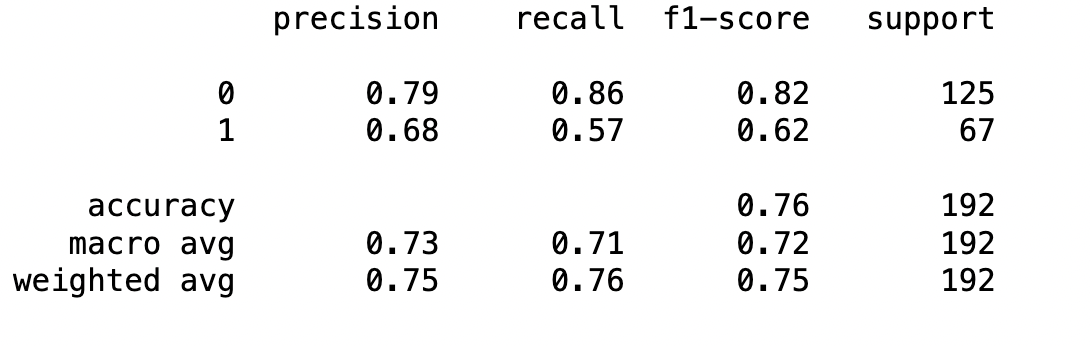 precision recall f1-score support
0 0.79 0.86 0.82 125
1 0.68 0.57 0.62 67
accuracy 0.76 192
macro avg 0.73 0.71 0.72 192
weighted avg 0.75 0.76 0.75 192